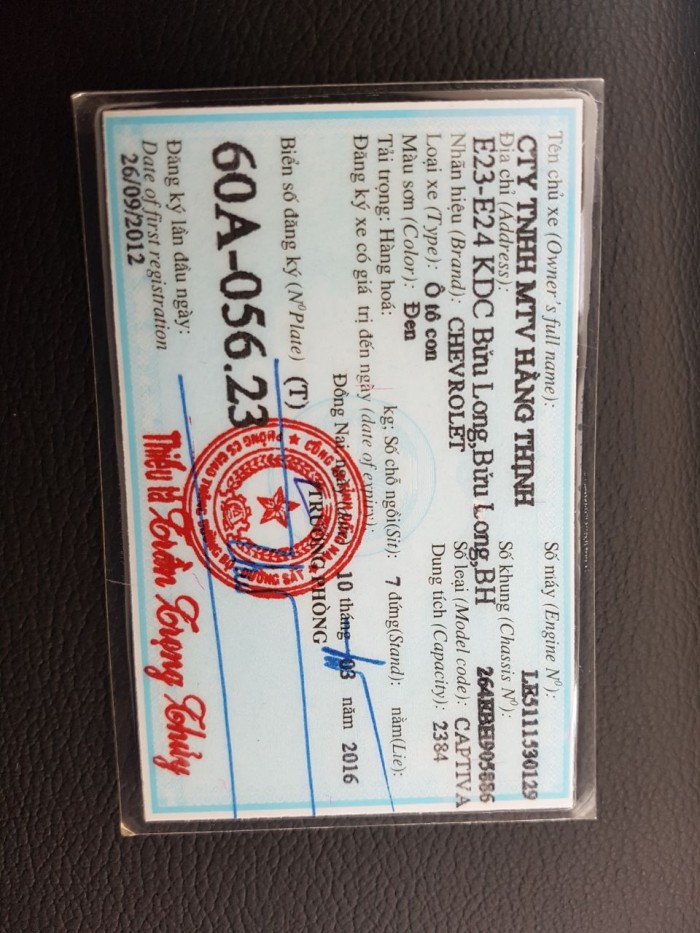 Tên chủ xe (Owner's full name):
CTY TNHH MTV HẰNG THỊNH
Địa chỉ (Address):
E23-E24 KDC Bửu Long,Bửu Long,BH
Nhãn hiệu (Brand): CHEVROLET
Loại xe (Type): Ô tô con
Màu sơn (Color): Đen
Tải trọng: Hàng hoá: kg; Số chỗ ngồi(Sit): 7 đứng(Stand): nằm(Lie):
Đăng ký xe có giá trị đến ngày (date of expiry):
Số máy (Engine Nº): LE5111530129
Số khung (Chassis Nº):
Số loại (Model code): CAPTIVA
Dung tích (Capacity): 2384
Đồng Nai, ngày 10 tháng 03 năm 2016
TRƯỞNG PHÒNG
Biển số đăng ký (NºPlate) (T)
60A-056.23
Đăng ký lần đầu ngày:
Date of first registration
26/09/2012
Thiếu tá Trần Trọng Thủy